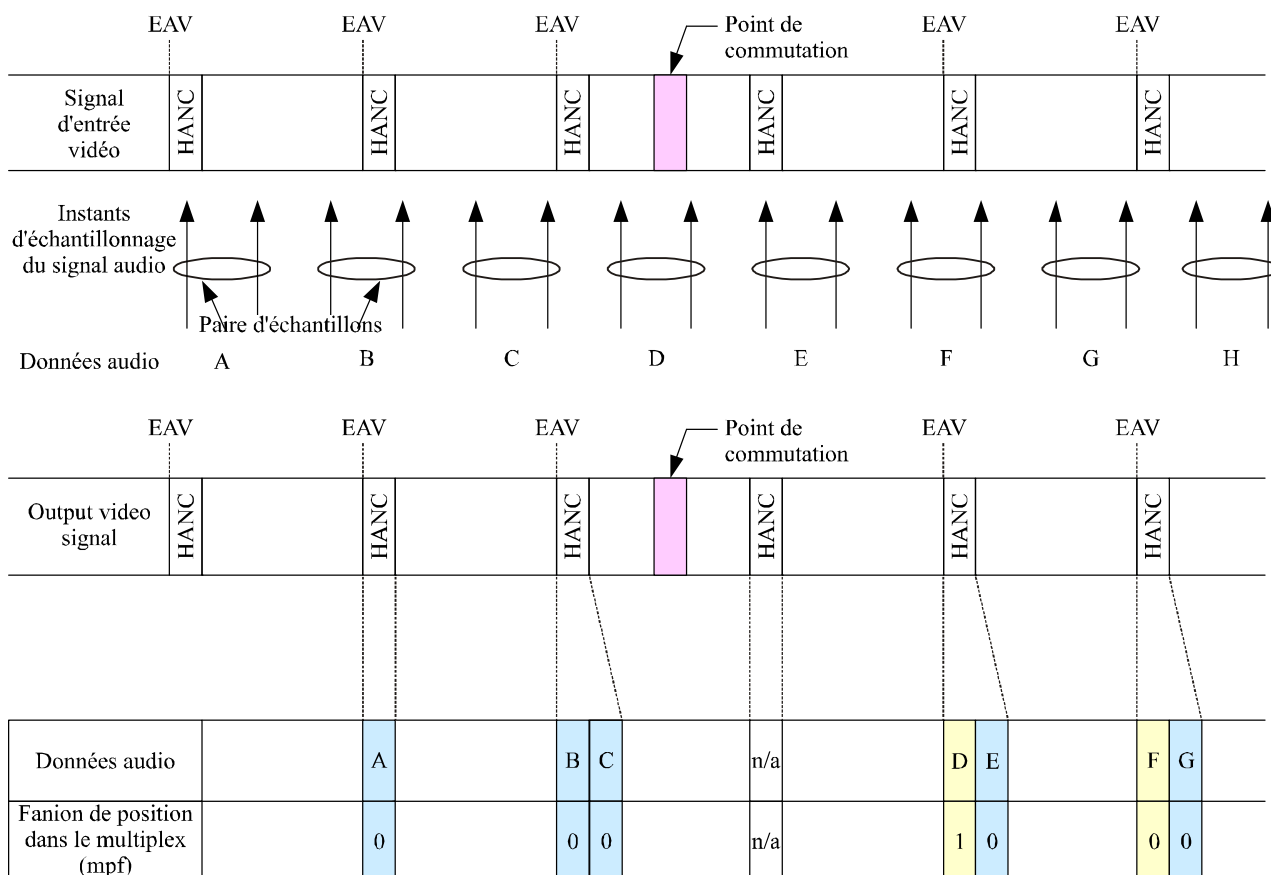 EAV EAV EAV Point de commutation EAV EAV
Signal
d'entrée
vidéo
HANC HANC HANC HANC HANC HANC
Instants
d'échantillonnage
du signal audio
Paire d'échantillons
Données audio A B C D E F G H
EAV EAV EAV Point de commutation EAV EAV
Output video
signal
HANC HANC HANC HANC HANC HANC
Données audio A B C n/a D E F G
Fanion de position
dans le multiplex
(mpf)
0 0 0 n/a 1 0 0 0